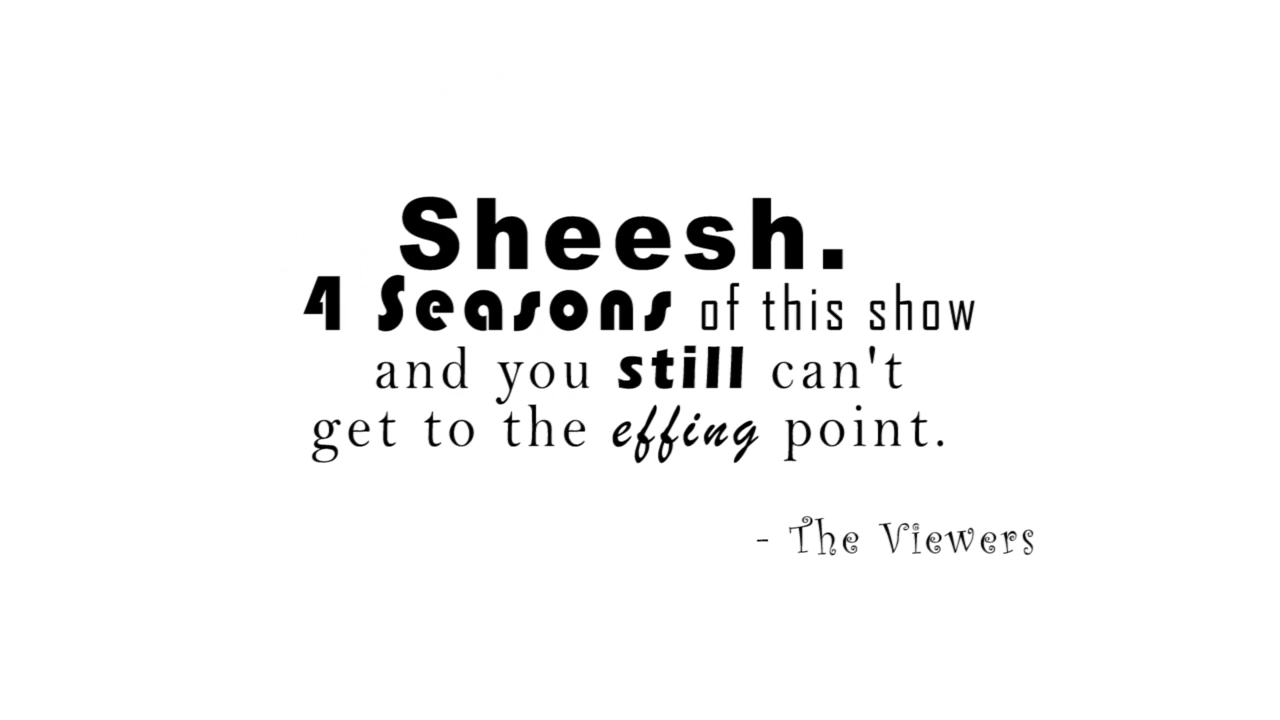 Sheesh.
4 Seasons of this show
and you still can't
get to the effing point.
- The Viewers